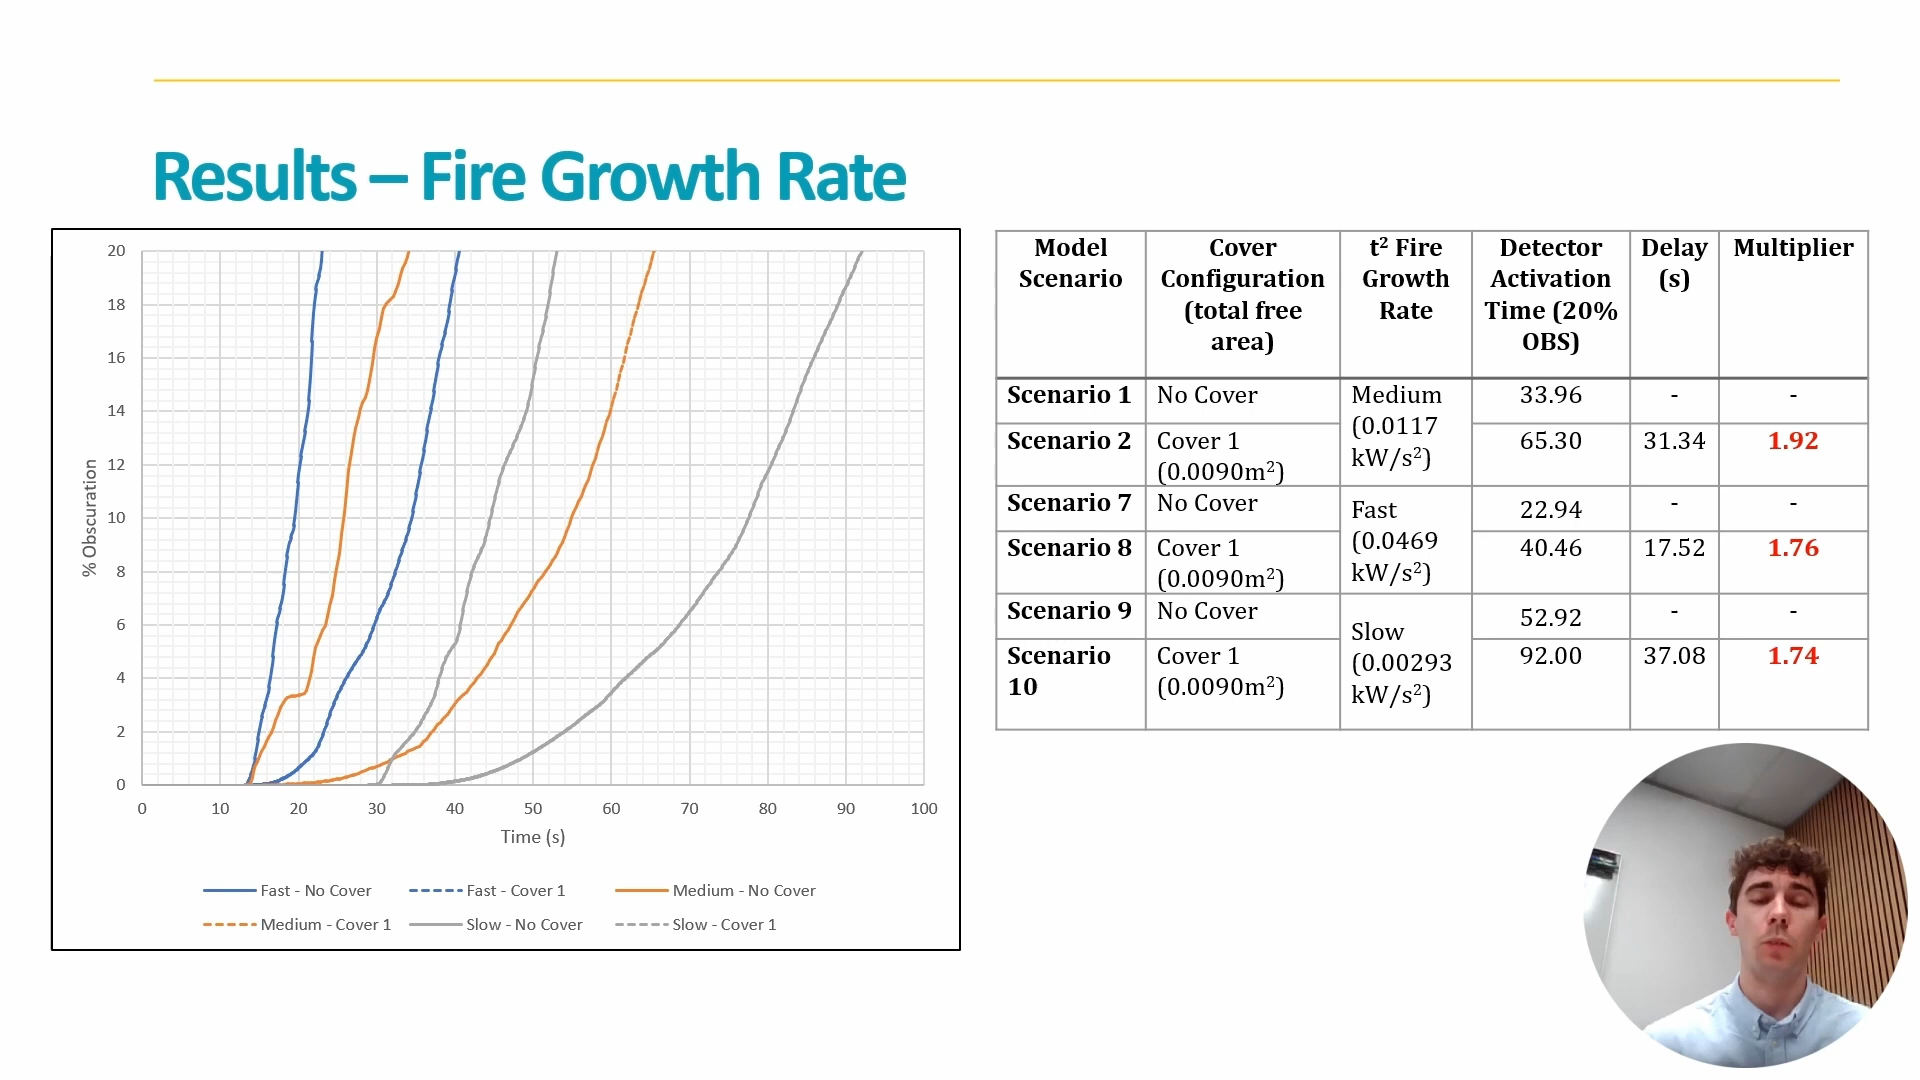 Results – Fire Growth Rate
20
18
16
14
12
10
8
6
4
2
0
% Obscuration
0 10 20 30 40 50 60 70 80 90 100
Time (s)
Fast - No Cover Fast - Cover 1 Medium - No Cover
Medium - Cover 1 Slow - No Cover Slow - Cover 1
Model Scenario | Cover Configuration (total free area) | t² Fire Growth Rate | Detector Activation Time (20% OBS) | Delay (s) | Multiplier
Scenario 1 | No Cover | Medium (0.0117 kW/s²) | 33.96 | - | -
Scenario 2 | Cover 1 (0.0090m²) | 65.30 | 31.34 | 1.92
Scenario 7 | No Cover | Fast (0.0469 kW/s²) | 22.94 | - | -
Scenario 8 | Cover 1 (0.0090m²) | 40.46 | 17.52 | 1.76
Scenario 9 | No Cover | Slow (0.00293 kW/s²) | 52.92 | - | -
Scenario 10 | Cover 1 (0.0090m²) | 92.00 | 37.08 | 1.74